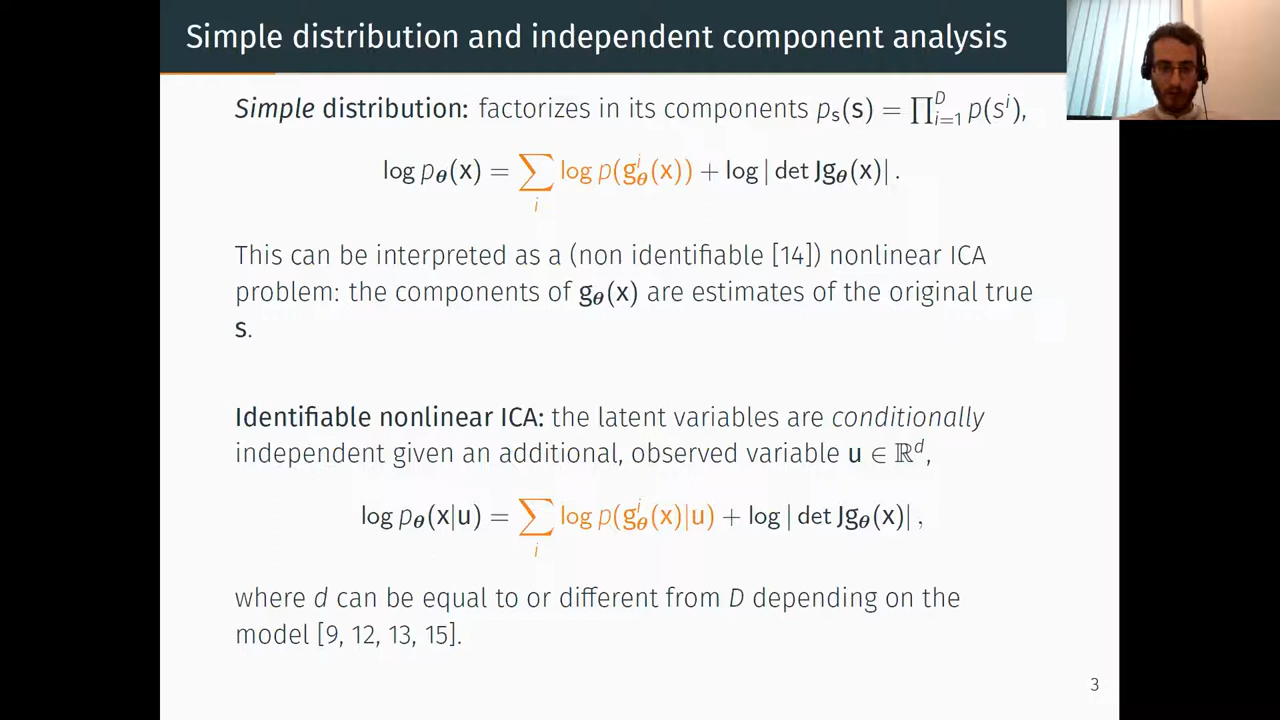 Simple distribution and independent component analysis
Simple distribution: factorizes in its components pₛ(s) = ∏ᴰᵢ₌₁ p(sⁱ),
log p_θ(x) = ∑ᵢ log p(gⁱ_θ(x)) + log | det Jg_θ(x)| .
This can be interpreted as a (non identifiable [14]) nonlinear ICA
problem: the components of g_θ(x) are estimates of the original true
s.
Identifiable nonlinear ICA: the latent variables are conditionally
independent given an additional, observed variable u ∈ ℝᵈ,
log p_θ(x|u) = ∑ᵢ log p(gⁱ_θ(x)|u) + log | det Jg_θ(x)| ,
where d can be equal to or different from D depending on the
model [9, 12, 13, 15].
3